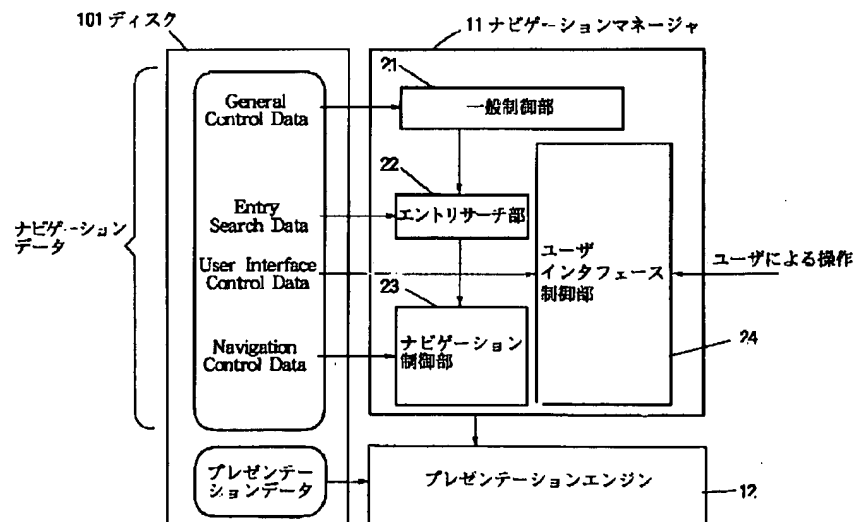 101 ディスク
11 ナビゲーションマネージャ
21
General
Control Data
一般制御部
22
Entry
Search Data
エントリサーチ部
ナビゲーション
データ
User Interface
Control Data
ユーザ
インタフェース
制御部
ユーザによる操作
23
Navigation
Control Data
ナビゲーション
制御部
24
プレゼンテー
ションデータ
プレゼンテーションエンジン
12